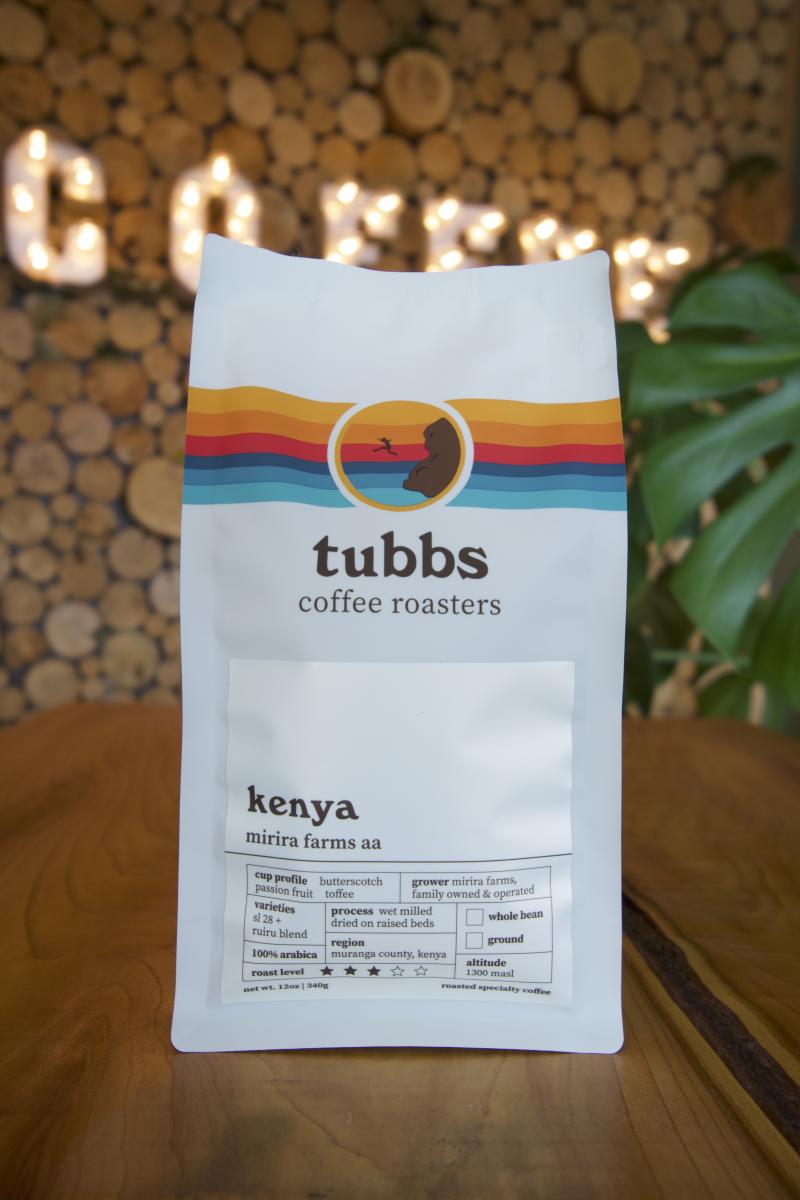 COFFEE
tubbs
coffee roasters
kenya
mirira farms aa
cup profile butterscotch
passion fruit toffee
grower mirira farms,
family owned & operated
varieties
sl 28 +
ruiru blend
100% arabica
process wet milled
dried on raised beds
region
muranga county, kenya
whole bean
ground
altitude
1300 masl
roast level ★ ★ ★ ☆ ☆
net wt. 12oz | 340g
roasted specialty coffee